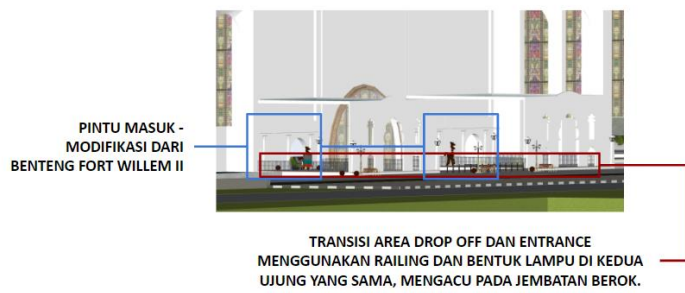 PINTU MASUK -
MODIFIKASI DARI
BENTENG FORT WILLEM II
TRANSISI AREA DROP OFF DAN ENTRANCE
MENGGUNAKAN RAILING DAN BENTUK LAMPU DI KEDUA
UJUNG YANG SAMA, MENGACU PADA JEMBATAN BEROK.